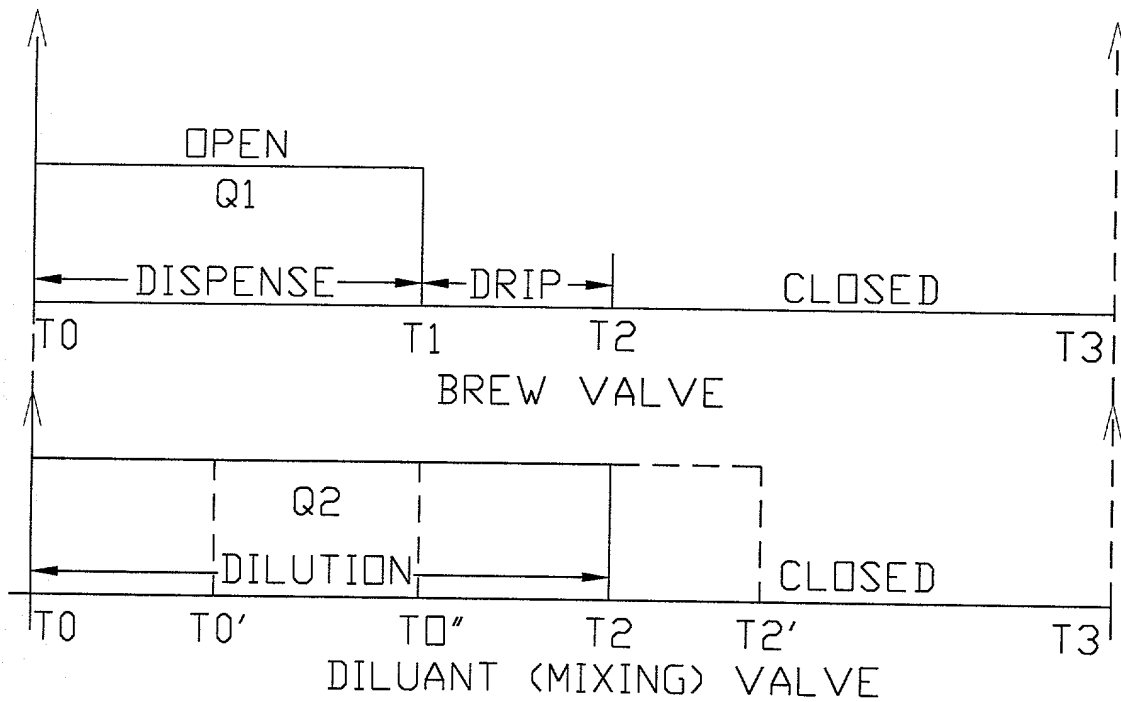 OPEN
Q1
DISPENSE DRIP CLOSED
T0 T1 T2 T3
BREW VALVE
Q2
DILUTION CLOSED
T0 T0' T0" T2 T2' T3
DILUANT (MIXING) VALVE